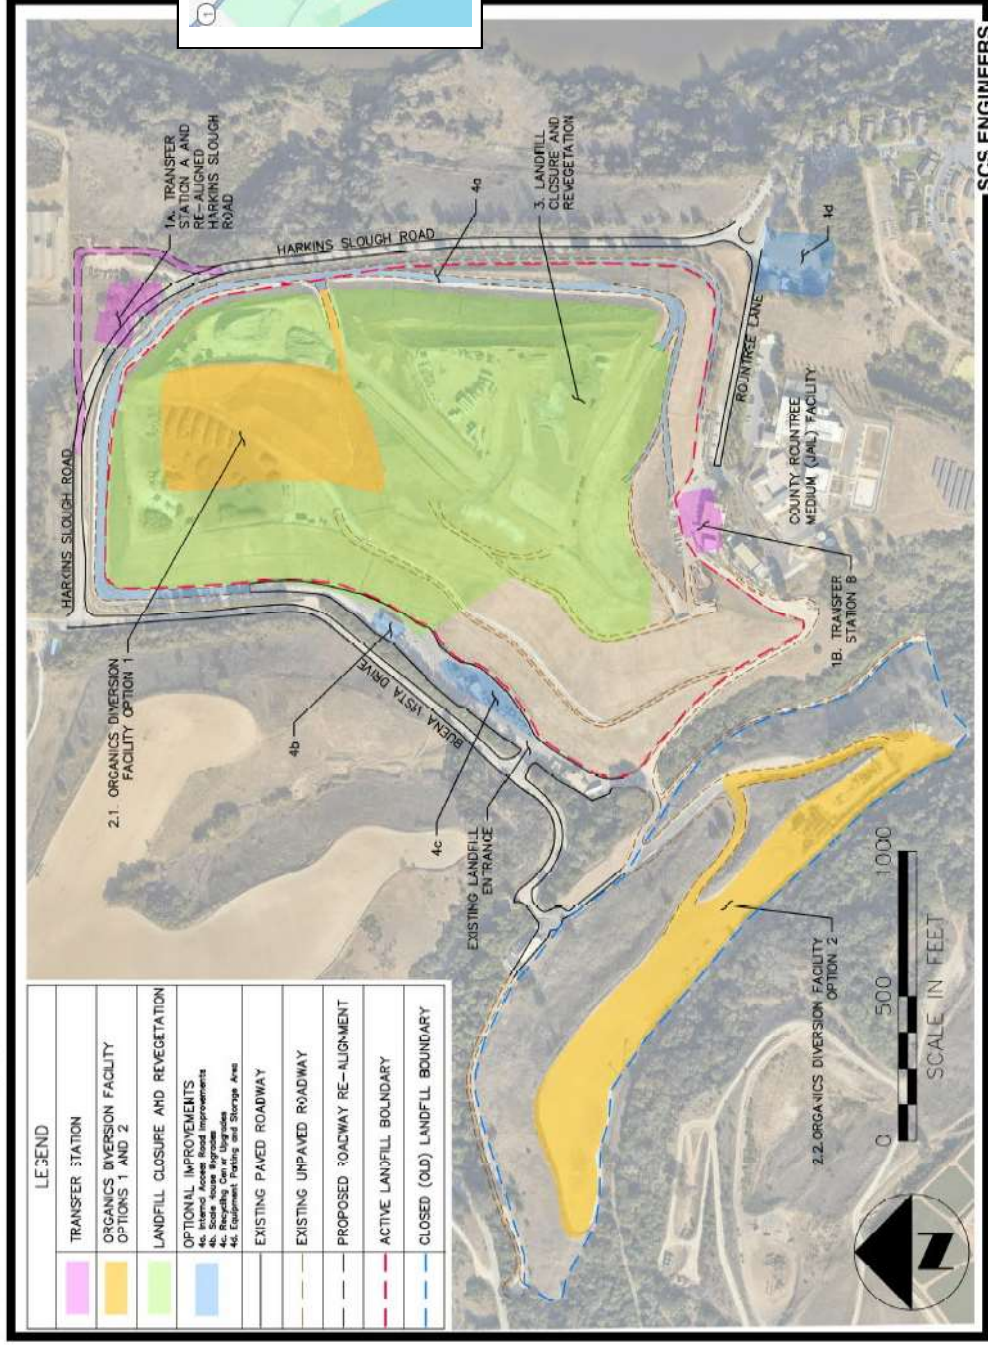 LEGEND
TRANSFER STATION
ORGANICS DIVERSION FACILITY
OPTIONS 1 AND 2
LANDFILL CLOSURE AND REVEGETATION
OPTIONAL IMPROVEMENTS
4a. Internal Access Road Improvements
4b. Scale House Upgrades
4c. Recycling Center Upgrades
4d. Equipment Parking and Storage Area
EXISTING PAVED ROADWAY
EXISTING UNPAVED ROADWAY
PROPOSED ROADWAY RE-ALIGNMENT
ACTIVE LANDFILL BOUNDARY
CLOSED (OLD) LANDFILL BOUNDARY
2.1. ORGANICS DIVERSION
FACILITY OPTION 1
HARKINS SLOUGH ROAD
1A. TRANSFER
STATION A AND
RE-ALIGNED
HARKINS SLOUGH
ROAD
HARKINS SLOUGH ROAD
4b
BUENA VISTA DRIVE
4c
EXISTING LANDFILL
ENTRANCE
4a
3. LANDFILL
CLOSURE AND
REVEGETATION
ROUNTREE LANE
4d
COUNTY ROUNTREE
MEDIUM (JAIL) FACILITY
1B. TRANSFER
STATION B
2.2. ORGANICS DIVERSION FACILITY
OPTION 2
0 500 1000
SCALE IN FEET
N
1
SCS ENGINEERS